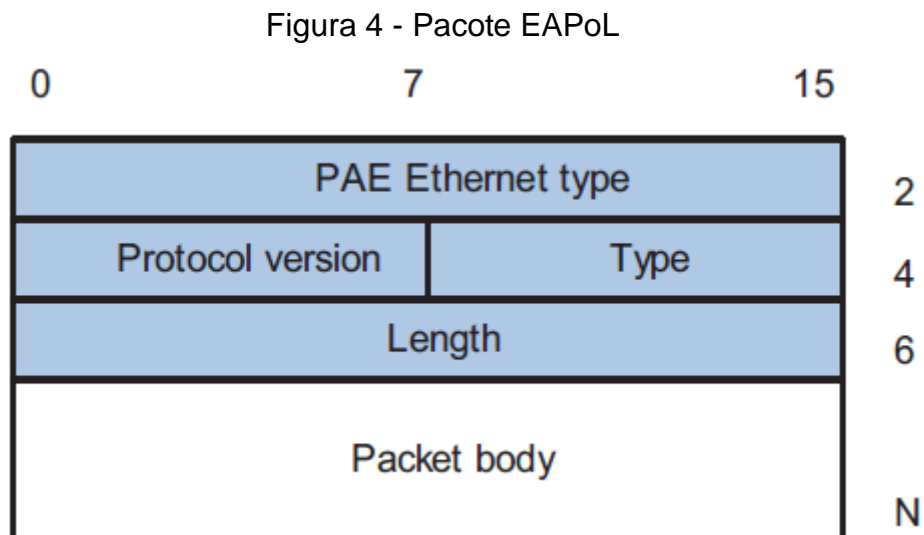 Figura 4 - Pacote EAPoL
0 7 15
PAE Ethernet type 2
Protocol version Type 4
Length 6
Packet body
N